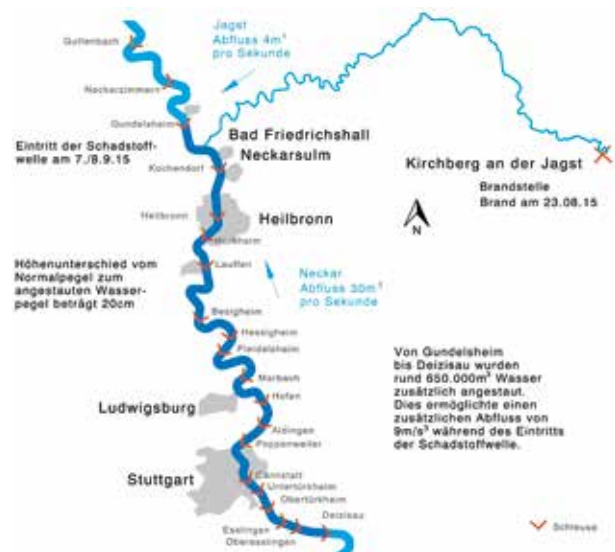 Guttenbach
Jagst
Abfluss 4m³
pro Sekunde
Neckarzimmern
Gundelsheim
Bad Friedrichshall
Neckarsulm
Eintritt der Schadstoff-
welle am 7./8.9.15
Kochendorf
Kirchberg an der Jagst
Brandstelle
Brand am 23.08.15
Heilbronn
Heilbronn
N
Horkheim
Höhenunterschied vom
Normalpegel zum
angestauten Wasser-
pegel beträgt 20cm
Lauffen
Neckar
Abfluss 30m³
pro Sekunde
Besigheim
Hessigheim
Pleidelsheim
Marbach
Von Gundelsheim
bis Deizisau wurden
rund 650.000m³ Wasser
zusätzlich angestaut.
Dies ermöglichte einen
zusätzlichen Abfluss von
9m/s³ während des Eintritts
der Schadstoffwelle.
Ludwigsburg
Hofen
Aldingen
Poppenweiler
Stuttgart
Cannstatt
Untertürkheim
Obertürkheim
Deizisau
Esslingen
Oberesslingen
Schleuse